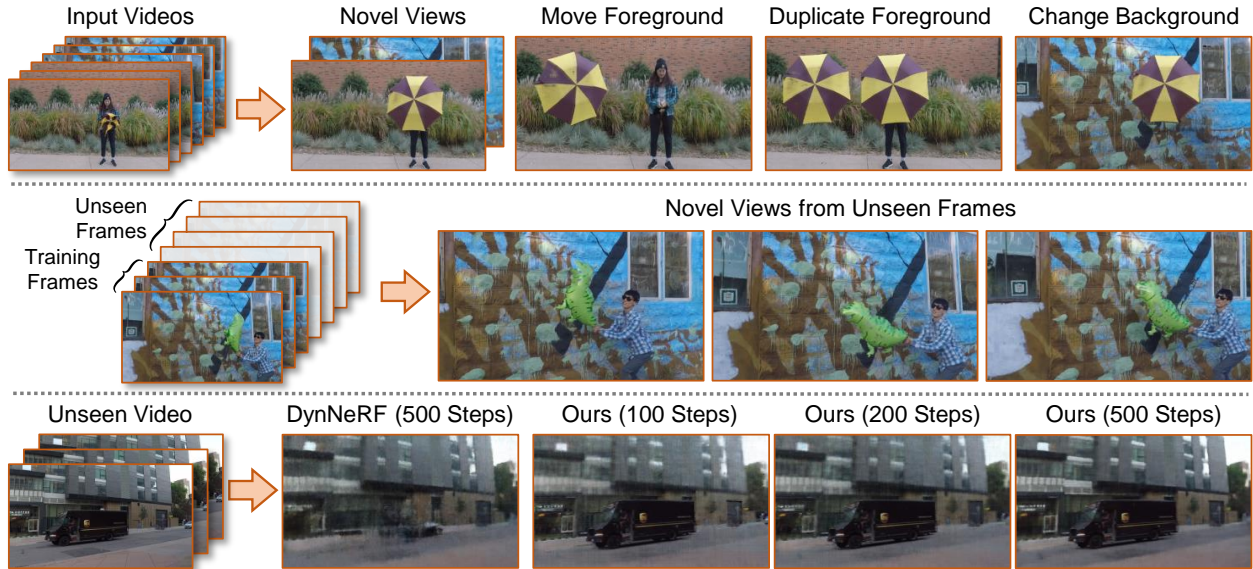 Input Videos
Novel Views
Move Foreground
Duplicate Foreground
Change Background
Unseen
Frames
Training
Frames
Novel Views from Unseen Frames
Unseen Video
DynNeRF (500 Steps)
Ours (100 Steps)
Ours (200 Steps)
Ours (500 Steps)